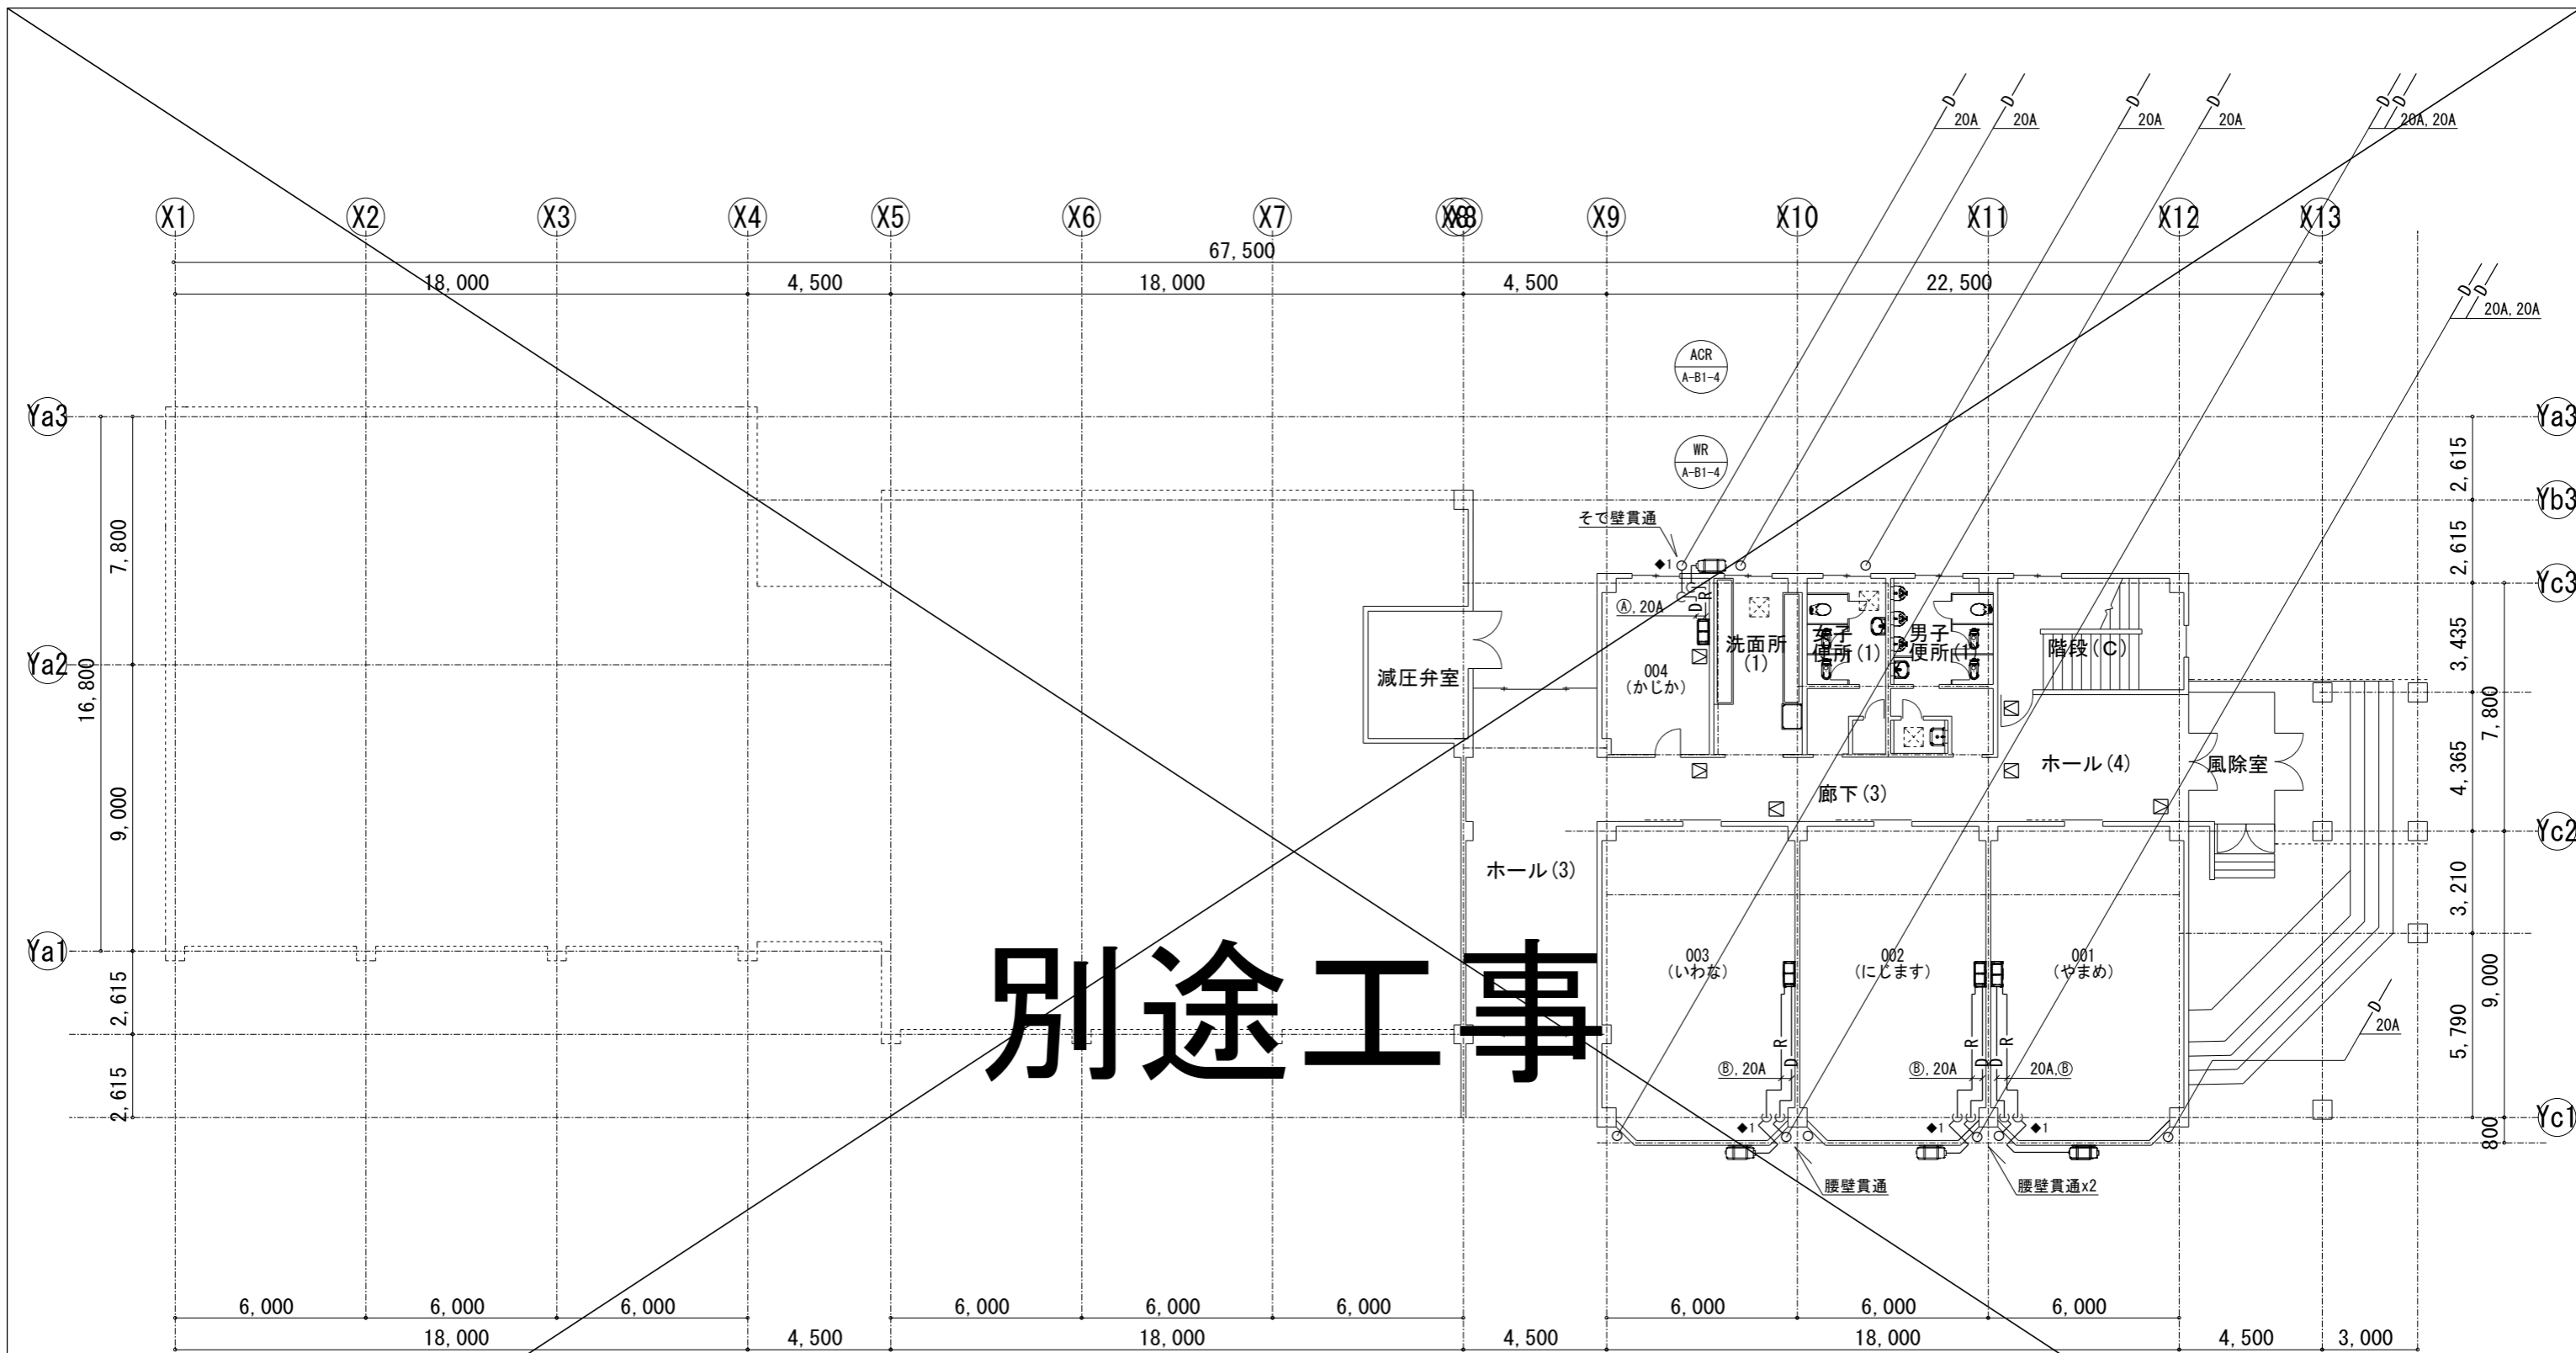 D D D D D D
20A 20A 20A 20A 20A, 20A
X1 X2 X3 X4 X5 X6 X7 X8 X9 X10 X11 X12 X13
67,500
18,000 4,500 18,000 4,500 22,500
D D
20A, 20A
ACR
A-B1-4
WR
A-B1-4
Ya3 Ya3
2,615
Yb3
2,615
7,800
そで壁貫通
◆1
Yc3
Ⓐ, 20A D R
3,435
洗面所
(1)
女子
便所(1)
男子
便所(1)
階段(C)
Ya2
16,800
減圧弁室
004
(かじか)
7,800
4,365
ホール(4)
風除室
廊下(3)
9,000
Yc2
ホール(3)
3,210
Ya1
003
(いわな)
002
(にじます)
001
(やまめ)
別途工事
2,615
9,000
5,790
D
20A
R D R D D R
Ⓑ, 20A Ⓑ, 20A 20A,Ⓑ
2,615
◆1 ◆1 ◆1
Yc1
800
腰壁貫通 腰壁貫通x2
6,000 6,000 6,000 6,000 6,000 6,000 6,000 6,000 6,000
18,000 4,500 18,000 4,500 18,000 4,500 3,000